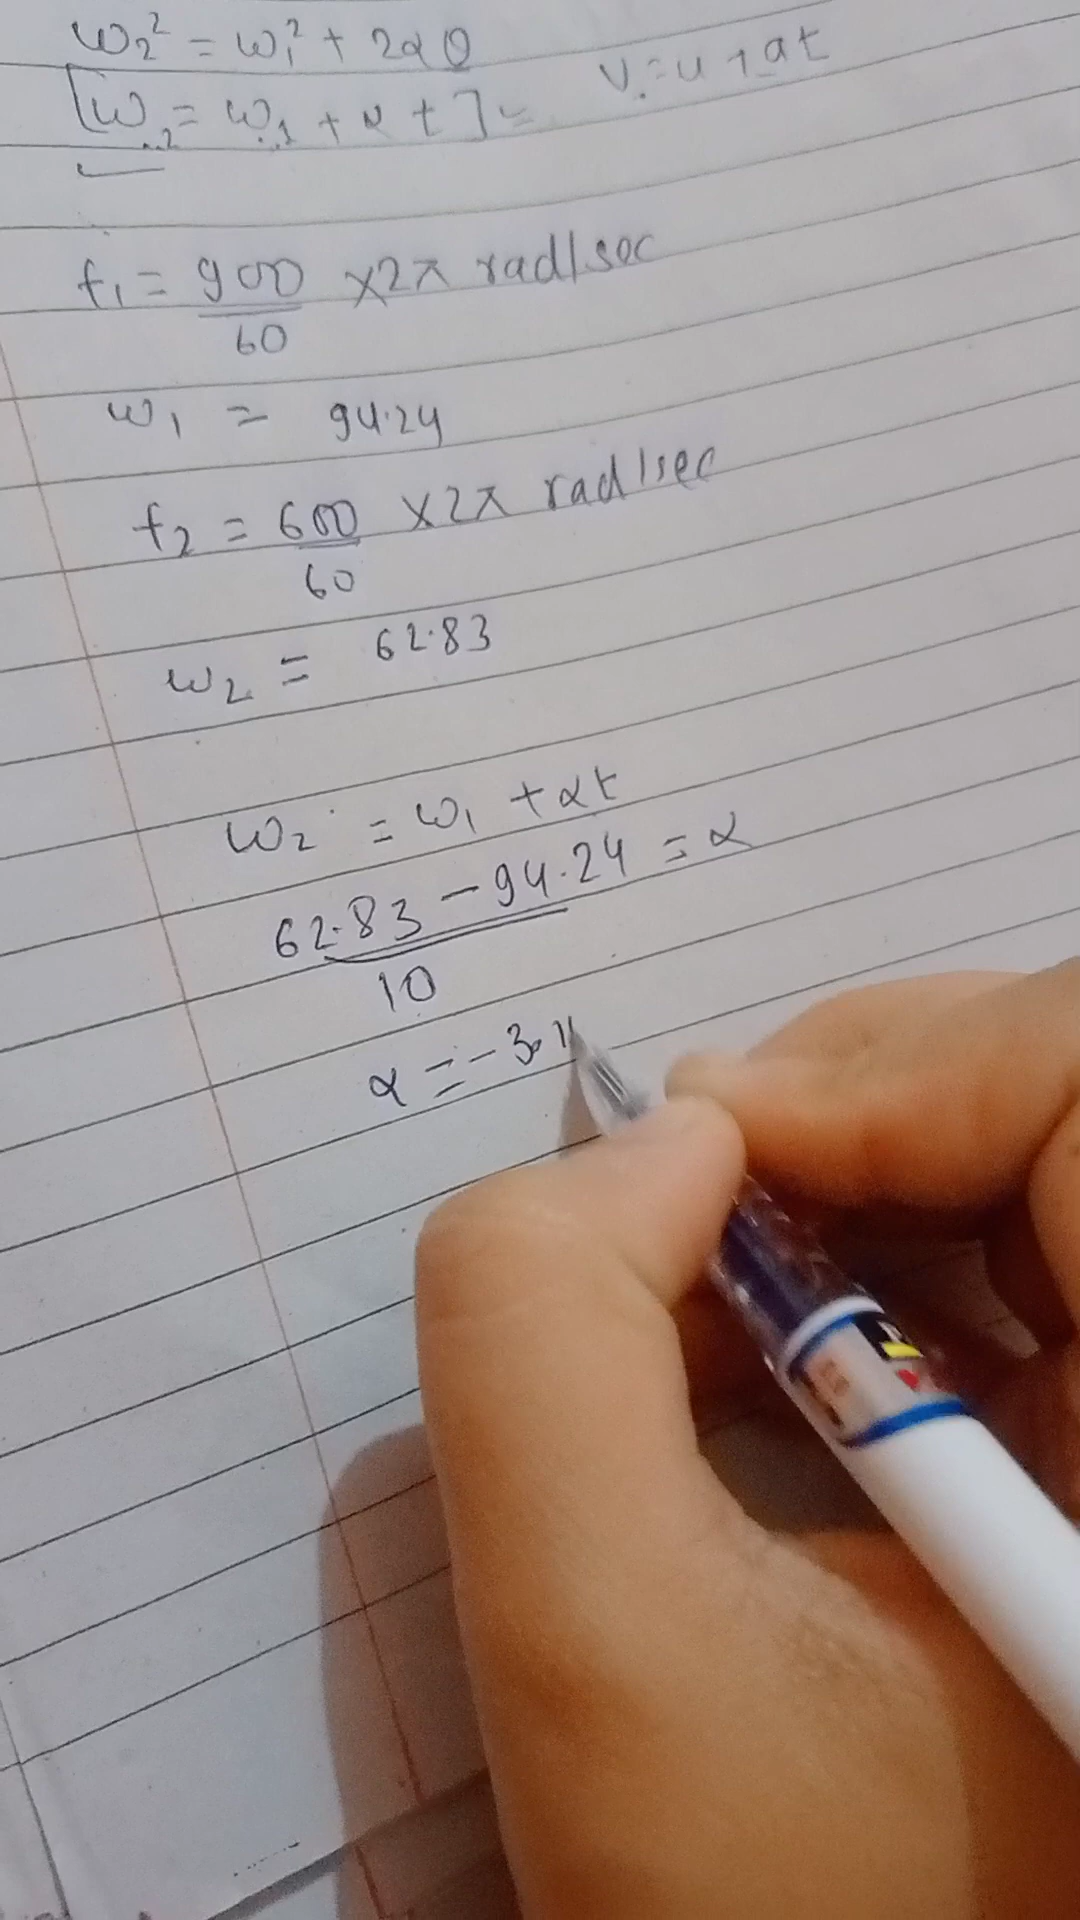 ω₂² = ω₁² + 2αθ
[ω₂ = ω₁ + αt] = v = u + at
f₁ = 900/60 × 2π rad/sec
ω₁ = 94.24
f₂ = 600/60 × 2π rad/sec
ω₂ = 62.83
ω₂ = ω₁ + αt
62.83 - 94.24 = α
10
α = -3.1